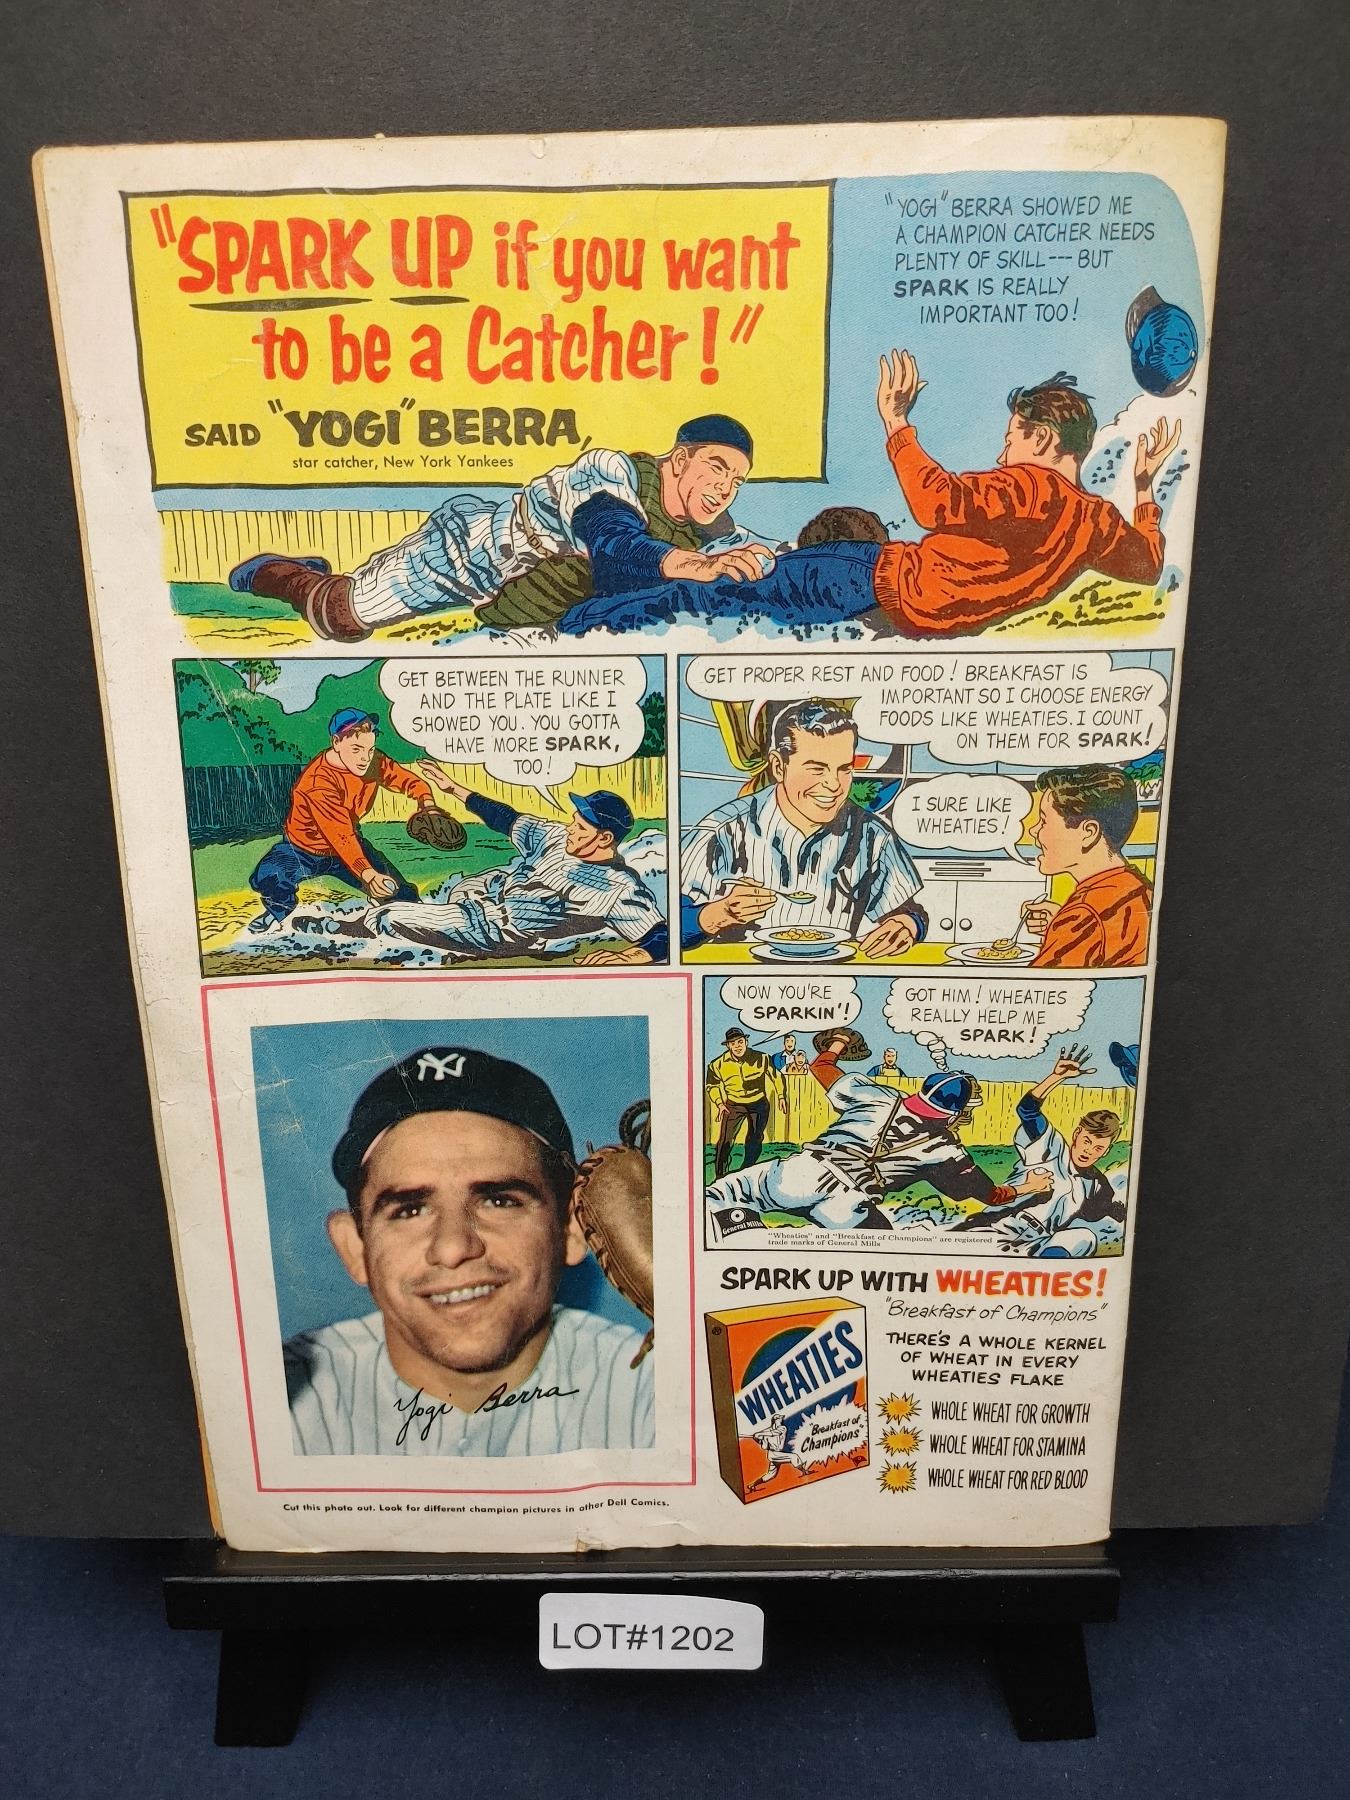 "SPARK UP if you want
to be a Catcher!"
SAID "YOGI" BERRA,
star catcher, New York Yankees
"YOGI" BERRA SHOWED ME
A CHAMPION CATCHER NEEDS
PLENTY OF SKILL---BUT
SPARK IS REALLY
IMPORTANT TOO!
GET BETWEEN THE RUNNER
AND THE PLATE LIKE I
SHOWED YOU. YOU GOTTA
HAVE MORE SPARK,
TOO!
GET PROPER REST AND FOOD! BREAKFAST IS
IMPORTANT SO I CHOOSE ENERGY
FOODS LIKE WHEATIES. I COUNT
ON THEM FOR SPARK!
I SURE LIKE
WHEATIES!
NY
Yogi Berra
Cut this photo out. Look for different champion pictures in other Dell Comics.
NOW YOU'RE
SPARKIN'!
GOT HIM! WHEATIES
REALLY HELP ME
SPARK!
General Mills
"Wheaties" and "Breakfast of Champions" are registered
trade marks of General Mills
SPARK UP WITH WHEATIES!
"Breakfast of Champions"
WHEATIES
"Breakfast of
Champions"
THERE'S A WHOLE KERNEL
OF WHEAT IN EVERY
WHEATIES FLAKE
WHOLE WHEAT FOR GROWTH
WHOLE WHEAT FOR STAMINA
WHOLE WHEAT FOR RED BLOOD
LOT#1202